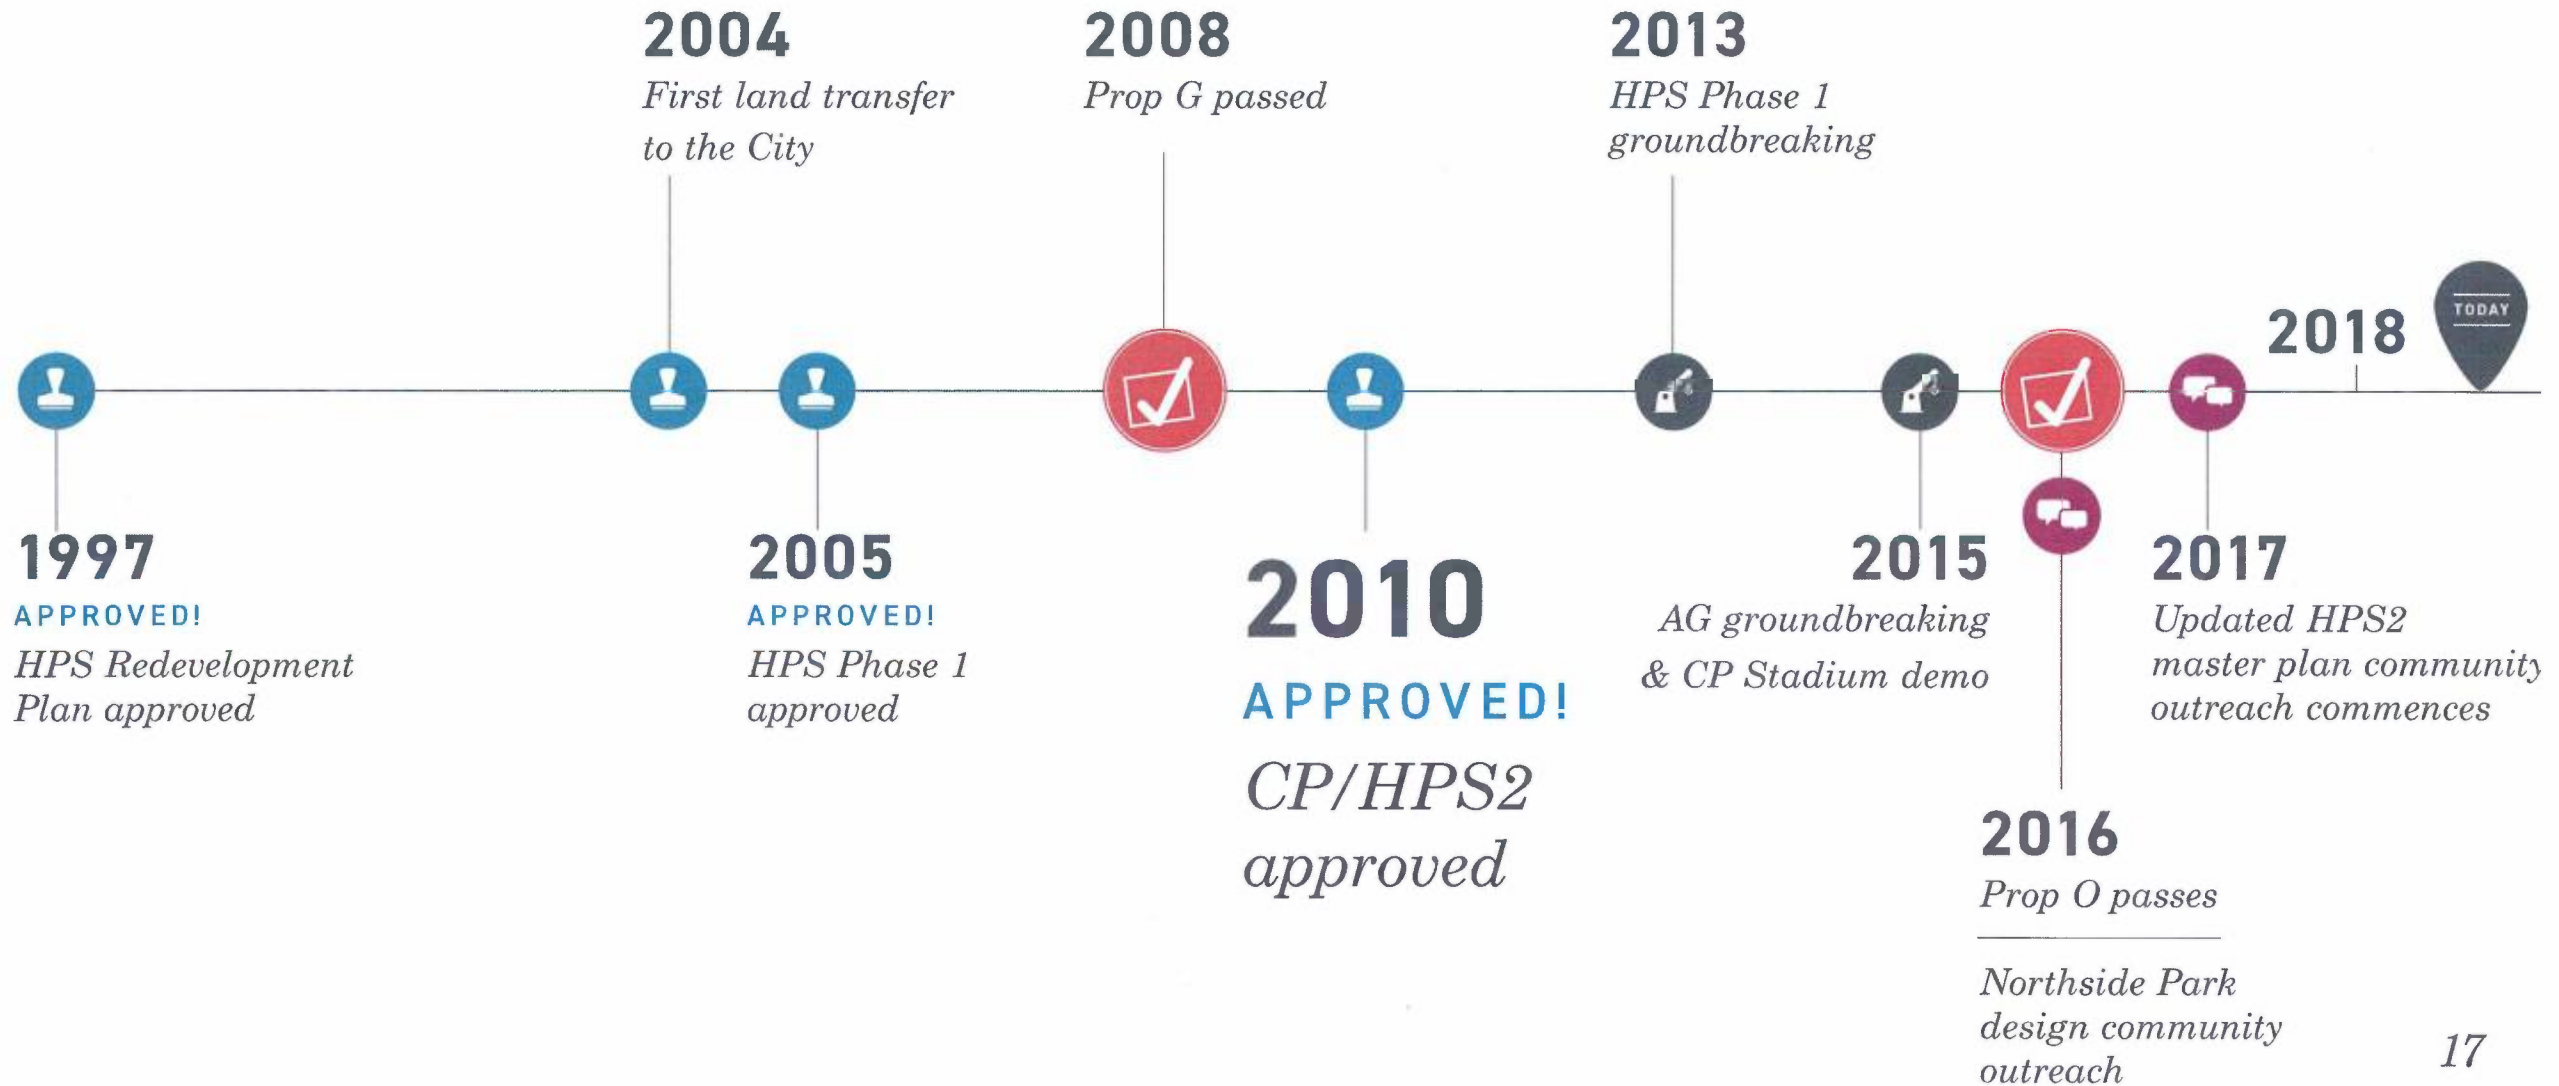 2004
First land transfer
to the City
2008
Prop G passed
2013
HPS Phase 1
groundbreaking
2018
TODAY
1997
APPROVED!
HPS Redevelopment
Plan approved
2005
APPROVED!
HPS Phase 1
approved
2010
APPROVED!
CP/HPS2
approved
2015
AG groundbreaking
& CP Stadium demo
2016
Prop O passes
Northside Park
design community
outreach
2017
Updated HPS2
master plan community
outreach commences
17